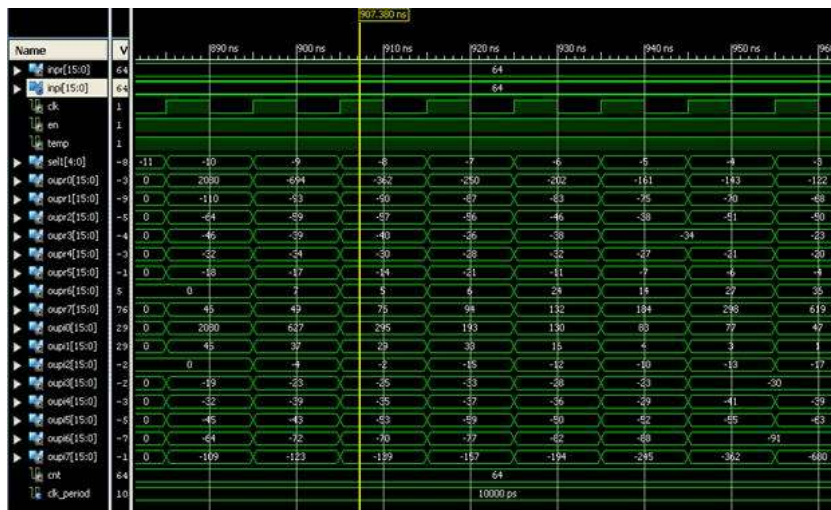 907.380 ns
Name V 890 ns 900 ns 910 ns 920 ns 930 ns 940 ns 950 ns 96
inpr[15:0] 64 64
inpi[15:0] 64 64
clk 1
en 1
temp 1
selt[4:0] -8 -11 -10 -9 -8 -7 -6 -5 -4 -3
oupr0[15:0] -3 0 2080 -694 -362 -250 -202 -161 -143 -122
oupr1[15:0] -9 0 -110 -93 -90 -87 -83 -75 -70 -68
oupr2[15:0] -5 0 -64 -59 -57 -56 -46 -38 -51 -50
oupr3[15:0] -4 0 -46 -39 -40 -26 -38 -34 -23
oupr4[15:0] -3 0 -32 -34 -30 -28 -32 -27 -21 -20
oupr5[15:0] -1 0 -18 -17 -14 -21 -11 -7 -6 -4
oupr6[15:0] 5 0 7 5 6 24 14 27 35
oupr7[15:0] 76 0 45 49 75 94 132 184 298 619
oupi0[15:0] 29 0 2080 627 295 193 130 83 77 47
oupi1[15:0] 29 0 45 37 29 33 15 4 3 1
oupi2[15:0] -2 0 -4 -2 -15 -12 -10 -13 -17
oupi3[15:0] -2 0 -19 -23 -25 -33 -28 -23 -30
oupi4[15:0] -3 0 -32 -39 -35 -37 -36 -29 -41 -39
oupi5[15:0] -5 0 -45 -43 -53 -59 -50 -52 -55 -63
oupi6[15:0] -7 0 -64 -72 -70 -77 -82 -88 -91
oupi7[15:0] -1 0 -109 -123 -139 -157 -194 -245 -362 -680
cnt 64 64
clk_period 10 10000 ps